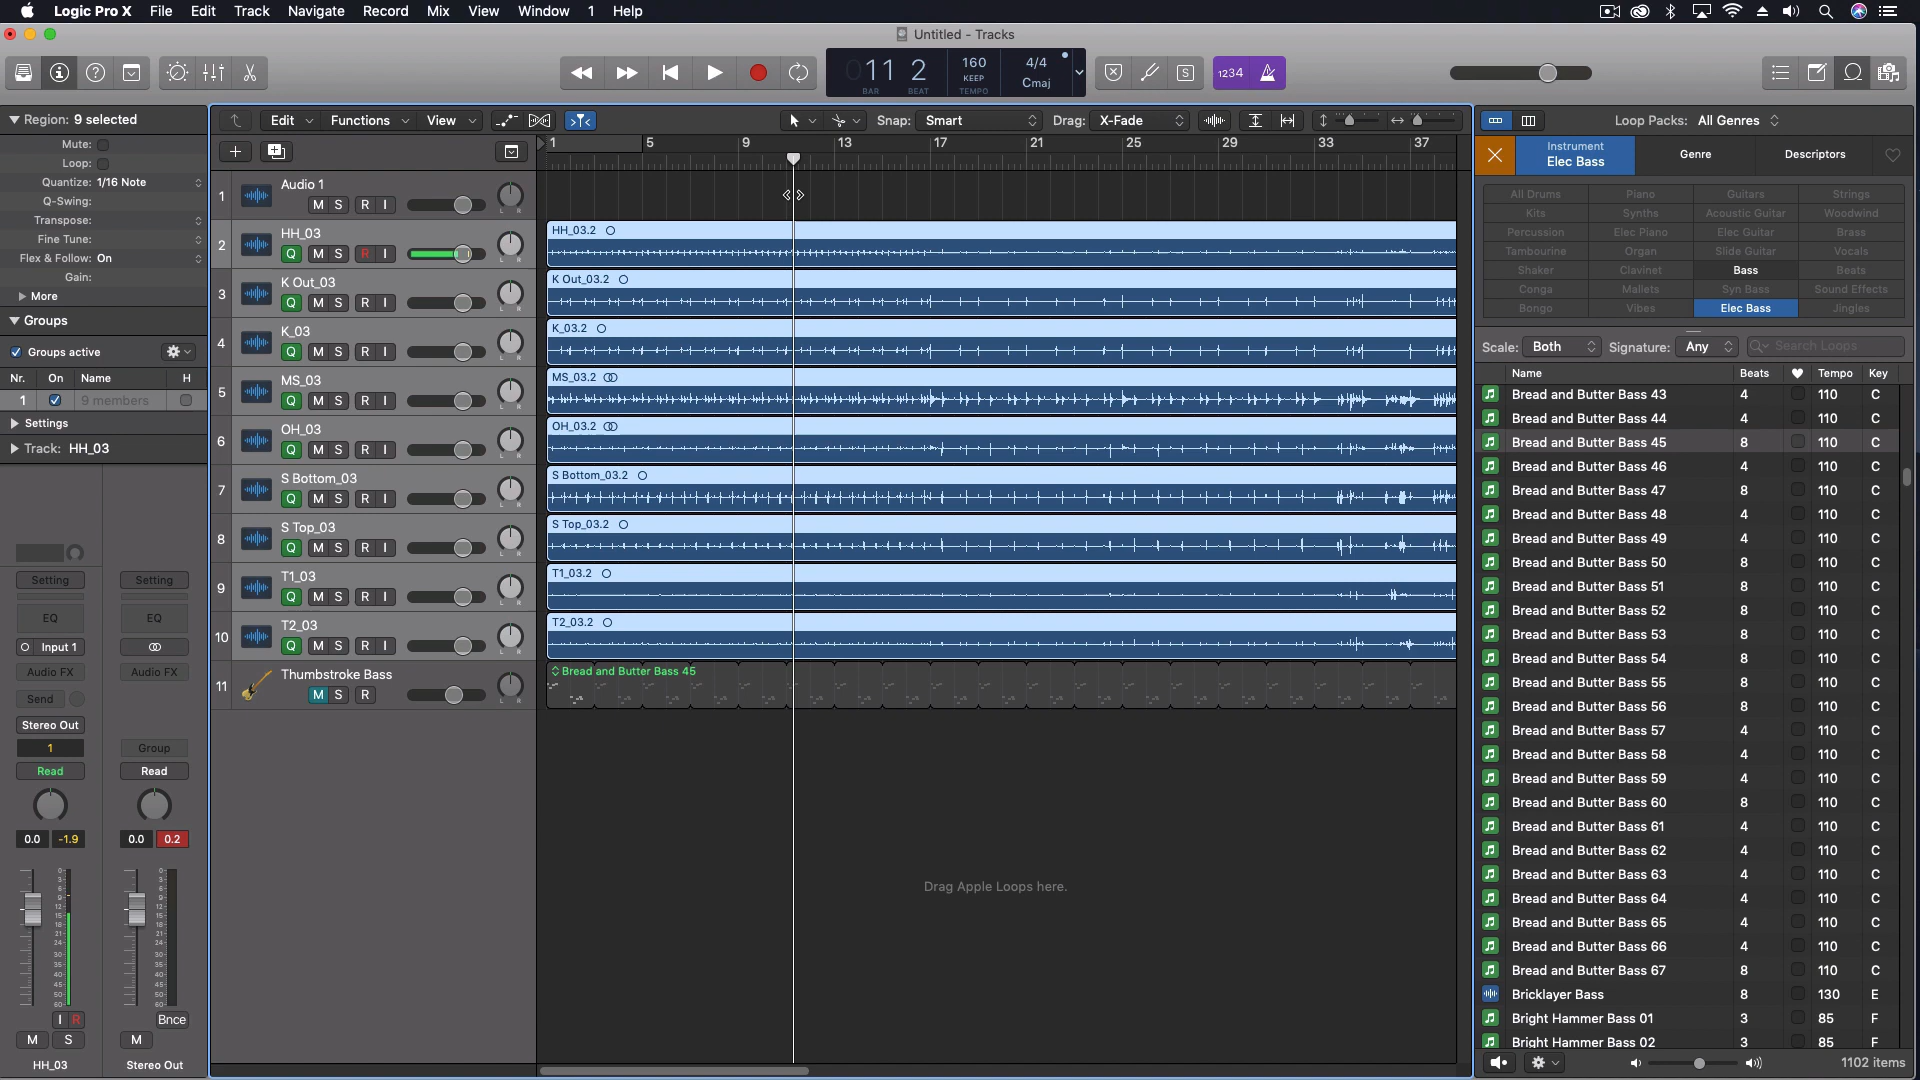 Logic Pro X File Edit Track Navigate Record Mix View Window 1 Help
Untitled - Tracks
011 2
BAR BEAT
160
KEEP
TEMPO
4/4
Cmaj
S
1234
Region: 9 selected
Mute:
Loop:
Quantize: 1/16 Note
Q-Swing:
Transpose:
Fine Tune:
Flex & Follow: On
Gain:
More
Groups
Groups active
Nr. On Name H
1 9 members
Settings
Track: HH_03
Setting Setting
EQ EQ
Input 1
Audio FX Audio FX
Send
Stereo Out
1 Group
Read Read
0.0 -1.9 0.0 0.2
I R Bnce
M S M
HH_03 Stereo Out
Edit Functions View Snap: Smart Drag: X-Fade
1 5 9 13 17 21 25 29 33 37
1 Audio 1
M S R I
2 HH_03
Q M S R I
3 K Out_03
Q M S R I
4 K_03
Q M S R I
5 MS_03
Q M S R I
6 OH_03
Q M S R I
7 S Bottom_03
Q M S R I
8 S Top_03
Q M S R I
9 T1_03
Q M S R I
10 T2_03
Q M S R I
11 Thumbstroke Bass
M S R
HH_03.2
K Out_03.2
K_03.2
MS_03.2
OH_03.2
S Bottom_03.2
S Top_03.2
T1_03.2
T2_03.2
Bread and Butter Bass 45
Drag Apple Loops here.
Loop Packs: All Genres
Instrument
Elec Bass
Genre Descriptors
All Drums Piano Guitars Strings
Kits Synths Acoustic Guitar Woodwind
Percussion Elec Piano Elec Guitar Brass
Tambourine Organ Slide Guitar Vocals
Shaker Clavinet Bass Beats
Conga Mallets Syn Bass Sound Effects
Bongo Vibes Elec Bass Jingles
Scale: Both Signature: Any Search Loops
Name Beats Tempo Key
Bread and Butter Bass 43 4 110 C
Bread and Butter Bass 44 4 110 C
Bread and Butter Bass 45 8 110 C
Bread and Butter Bass 46 4 110 C
Bread and Butter Bass 47 8 110 C
Bread and Butter Bass 48 4 110 C
Bread and Butter Bass 49 4 110 C
Bread and Butter Bass 50 8 110 C
Bread and Butter Bass 51 8 110 C
Bread and Butter Bass 52 8 110 C
Bread and Butter Bass 53 8 110 C
Bread and Butter Bass 54 8 110 C
Bread and Butter Bass 55 8 110 C
Bread and Butter Bass 56 8 110 C
Bread and Butter Bass 57 4 110 C
Bread and Butter Bass 58 4 110 C
Bread and Butter Bass 59 4 110 C
Bread and Butter Bass 60 8 110 C
Bread and Butter Bass 61 4 110 C
Bread and Butter Bass 62 4 110 C
Bread and Butter Bass 63 4 110 C
Bread and Butter Bass 64 4 110 C
Bread and Butter Bass 65 4 110 C
Bread and Butter Bass 66 4 110 C
Bread and Butter Bass 67 8 110 C
Bricklayer Bass 8 130 E
Bright Hammer Bass 01 3 85 F
Bright Hammer Bass 02 3 85 F
1102 items